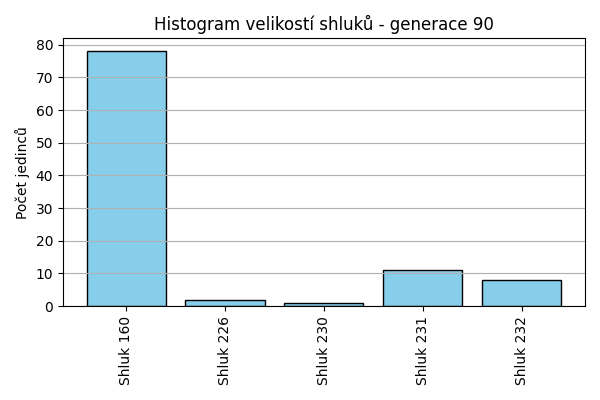 Histogram velikostí shluků - generace 90
Počet jedinců
80
70
60
50
40
30
20
10
0
Shluk 160
Shluk 226
Shluk 230
Shluk 231
Shluk 232